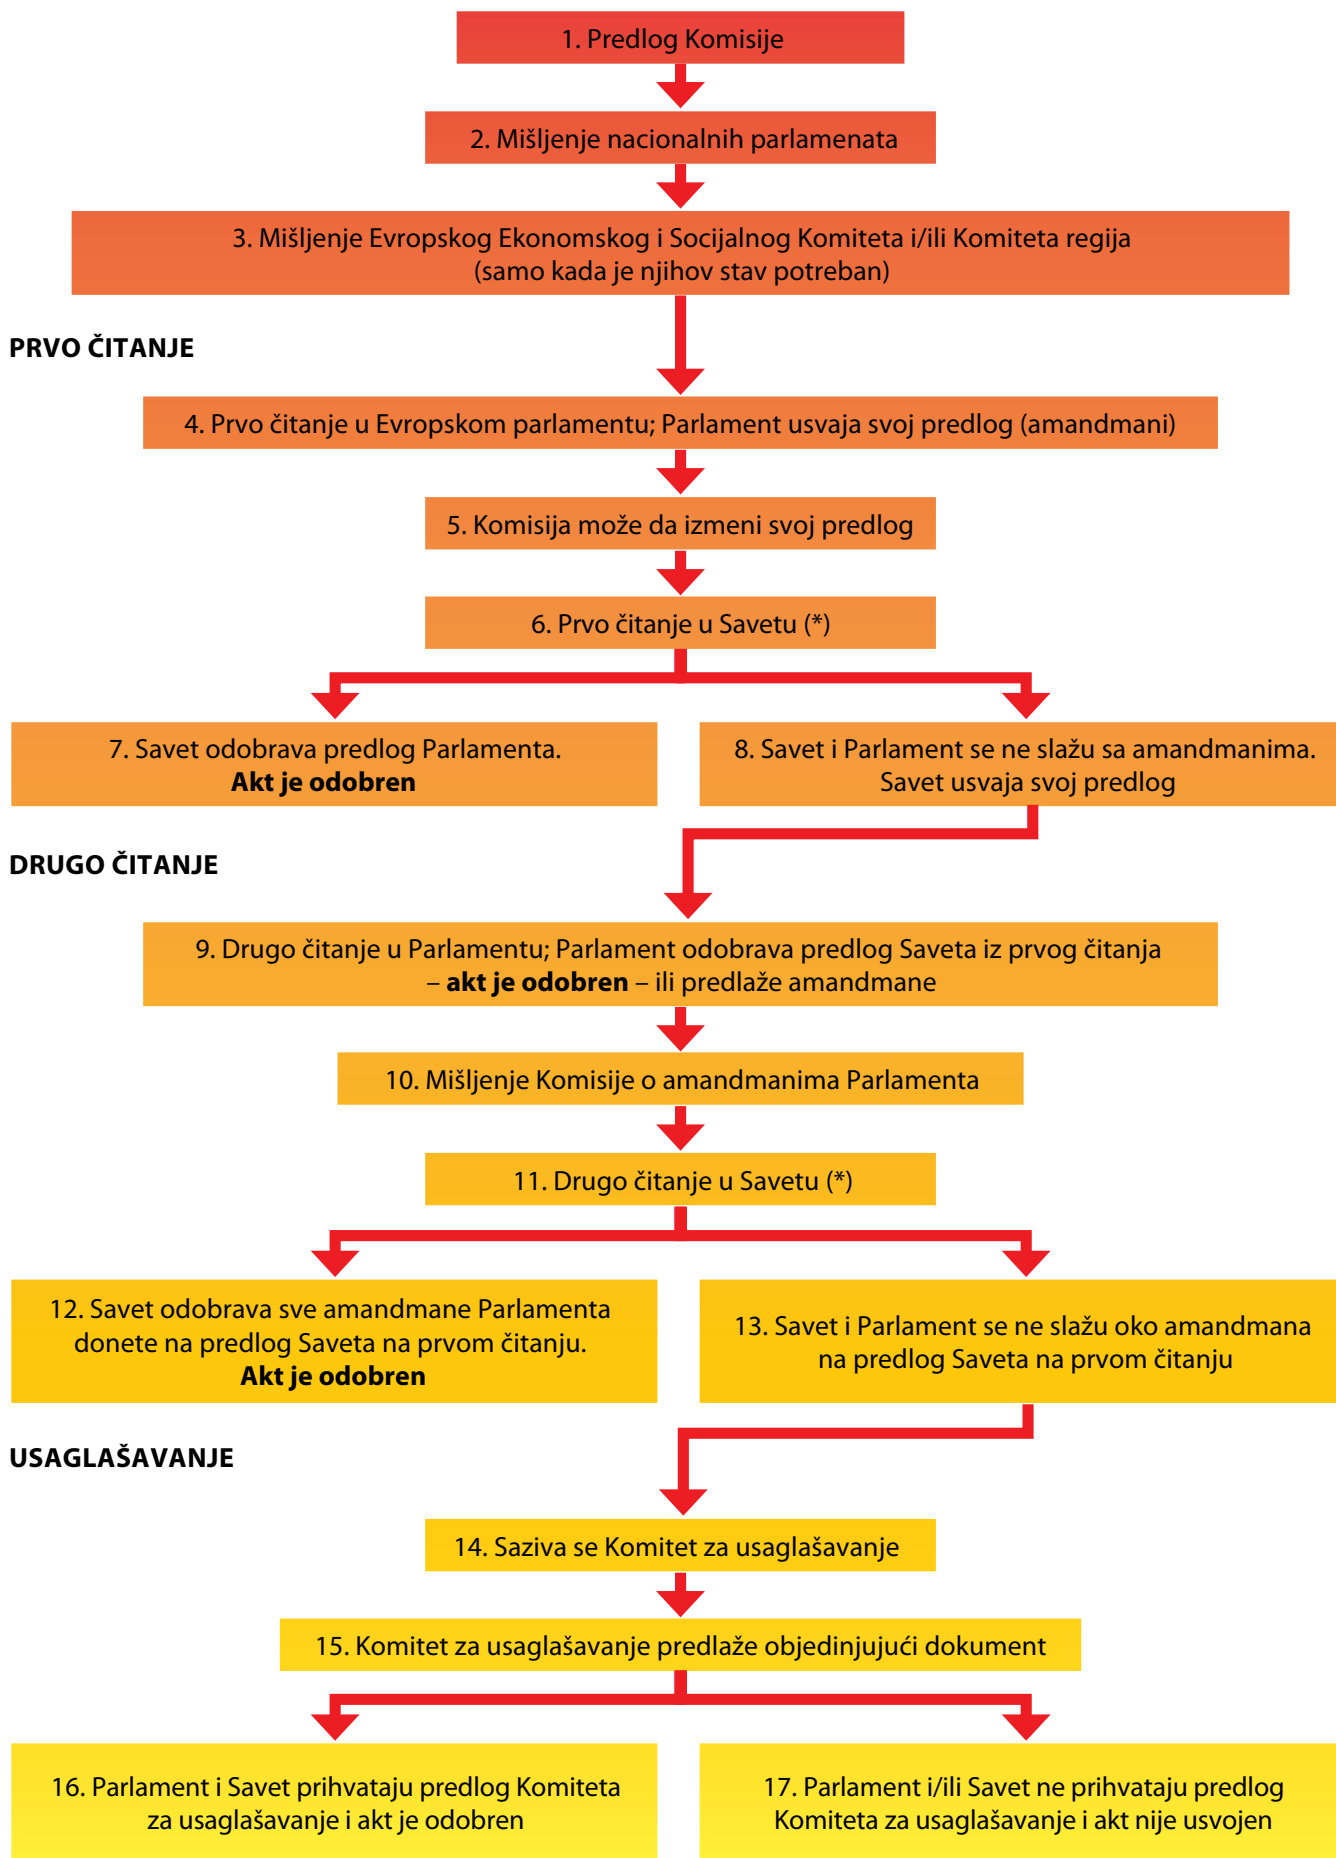 1. Predlog Komisije
2. Mišljenje nacionalnih parlamenata
3. Mišljenje Evropskog Ekonomskog i Socijalnog Komiteta i/ili Komiteta regija
(samo kada je njihov stav potreban)
PRVO ČITANJE
4. Prvo čitanje u Evropskom parlamentu; Parlament usvaja svoj predlog (amandmani)
5. Komisija može da izmeni svoj predlog
6. Prvo čitanje u Savetu (*)
7. Savet odobrava predlog Parlamenta.
Akt je odobren
8. Savet i Parlament se ne slažu sa amandmanima.
Savet usvaja svoj predlog
DRUGO ČITANJE
9. Drugo čitanje u Parlamentu; Parlament odobrava predlog Saveta iz prvog čitanja
– akt je odobren – ili predlaže amandmane
10. Mišljenje Komisije o amandmanima Parlamenta
11. Drugo čitanje u Savetu (*)
12. Savet odobrava sve amandmane Parlamenta
donete na predlog Saveta na prvom čitanju.
Akt je odobren
13. Savet i Parlament se ne slažu oko amandmana
na predlog Saveta na prvom čitanju
USAGLAŠAVANJE
14. Saziva se Komitet za usaglašavanje
15. Komitet za usaglašavanje predlaže objedinjujući dokument
16. Parlament i Savet prihvataju predlog Komiteta
za usaglašavanje i akt je odobren
17. Parlament i/ili Savet ne prihvataju predlog
Komiteta za usaglašavanje i akt nije usvojen